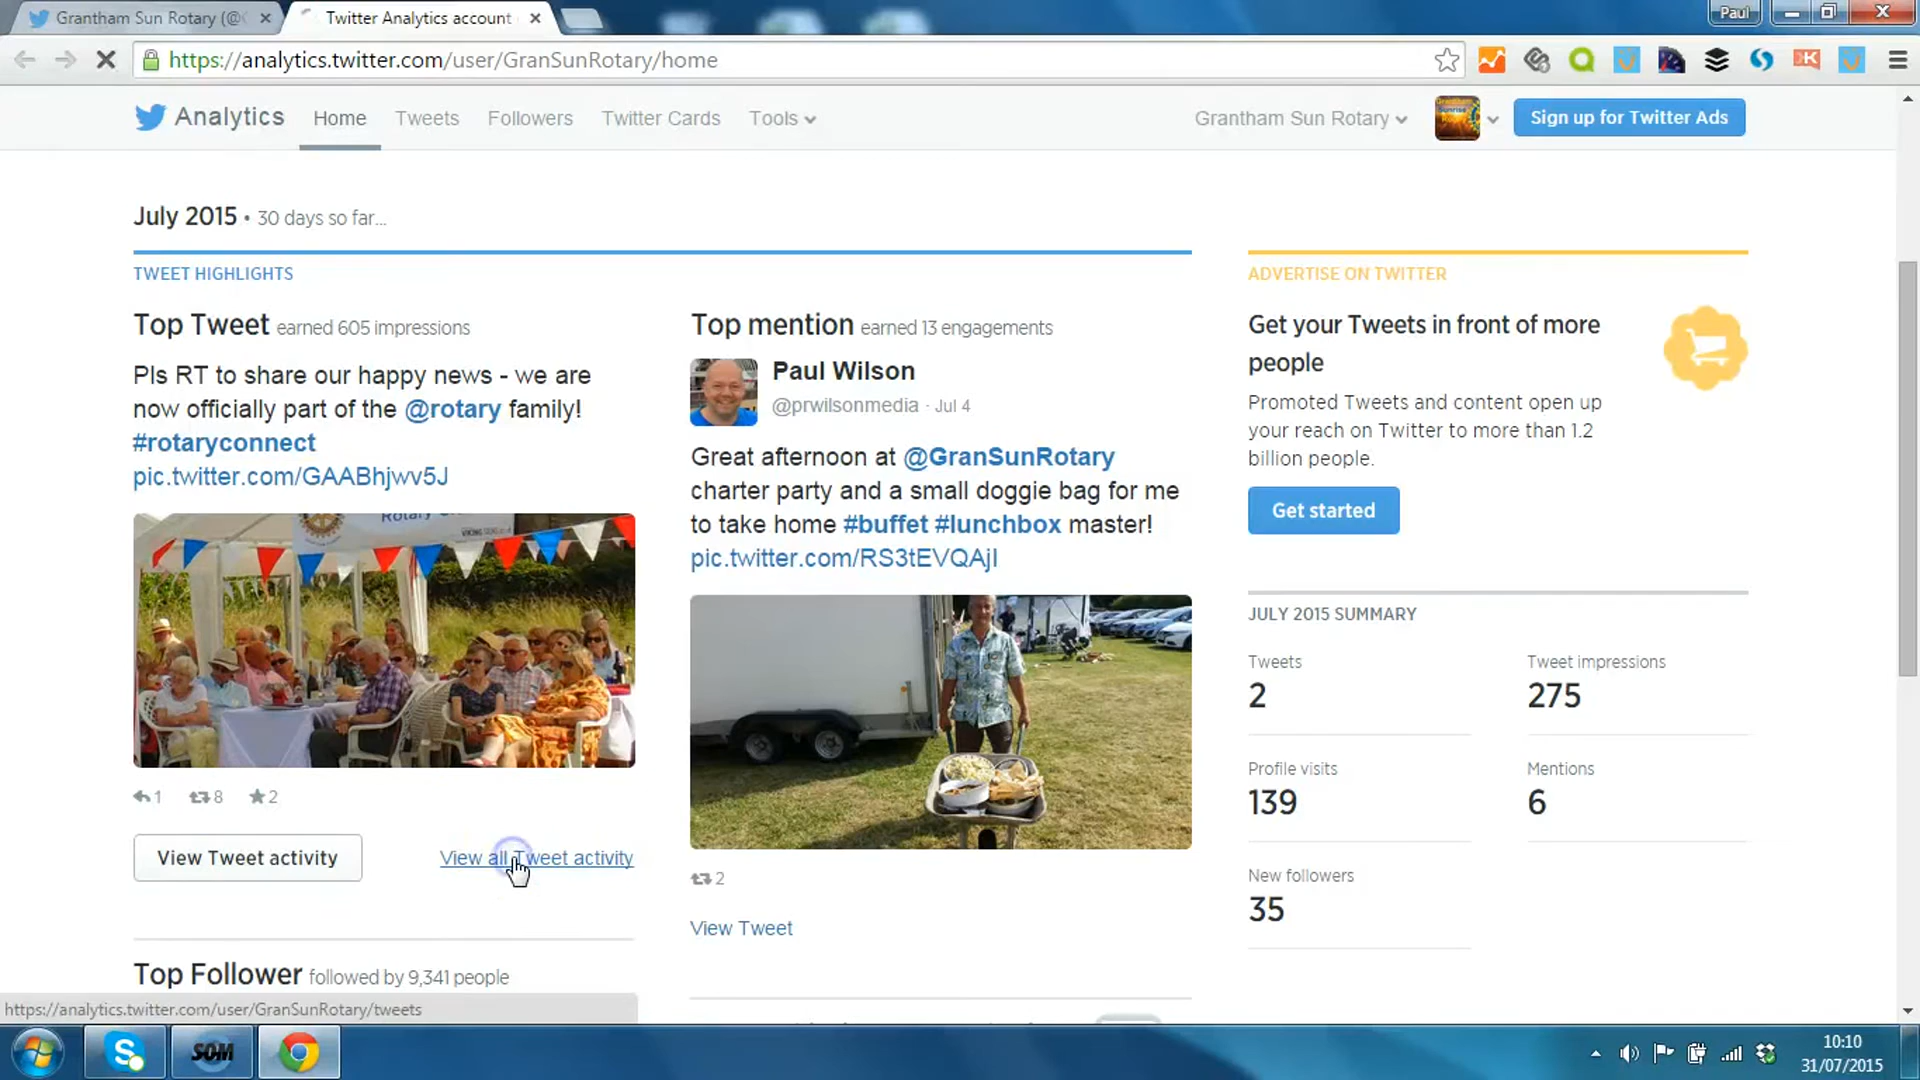 Grantham Sun Rotary (@
Twitter Analytics account
Paul
https://analytics.twitter.com/user/GranSunRotary/home
Analytics
Home
Tweets
Followers
Twitter Cards
Tools
Grantham Sun Rotary
Sign up for Twitter Ads
July 2015 • 30 days so far...
TWEET HIGHLIGHTS
Top Tweet earned 605 impressions
Pls RT to share our happy news - we are
now officially part of the @rotary family!
#rotaryconnect
pic.twitter.com/GAABhjwv5J
1
8
2
View Tweet activity
View all Tweet activity
Top Follower followed by 9,341 people
Top mention earned 13 engagements
Paul Wilson
@prwilsonmedia · Jul 4
Great afternoon at @GranSunRotary
charter party and a small doggie bag for me
to take home #buffet #lunchbox master!
pic.twitter.com/RS3tEVQAjI
2
View Tweet
ADVERTISE ON TWITTER
Get your Tweets in front of more
people
Promoted Tweets and content open up
your reach on Twitter to more than 1.2
billion people.
Get started
JULY 2015 SUMMARY
Tweets
2
Tweet impressions
275
Profile visits
139
Mentions
6
New followers
35
https://analytics.twitter.com/user/GranSunRotary/tweets
SOM
10:10
31/07/2015